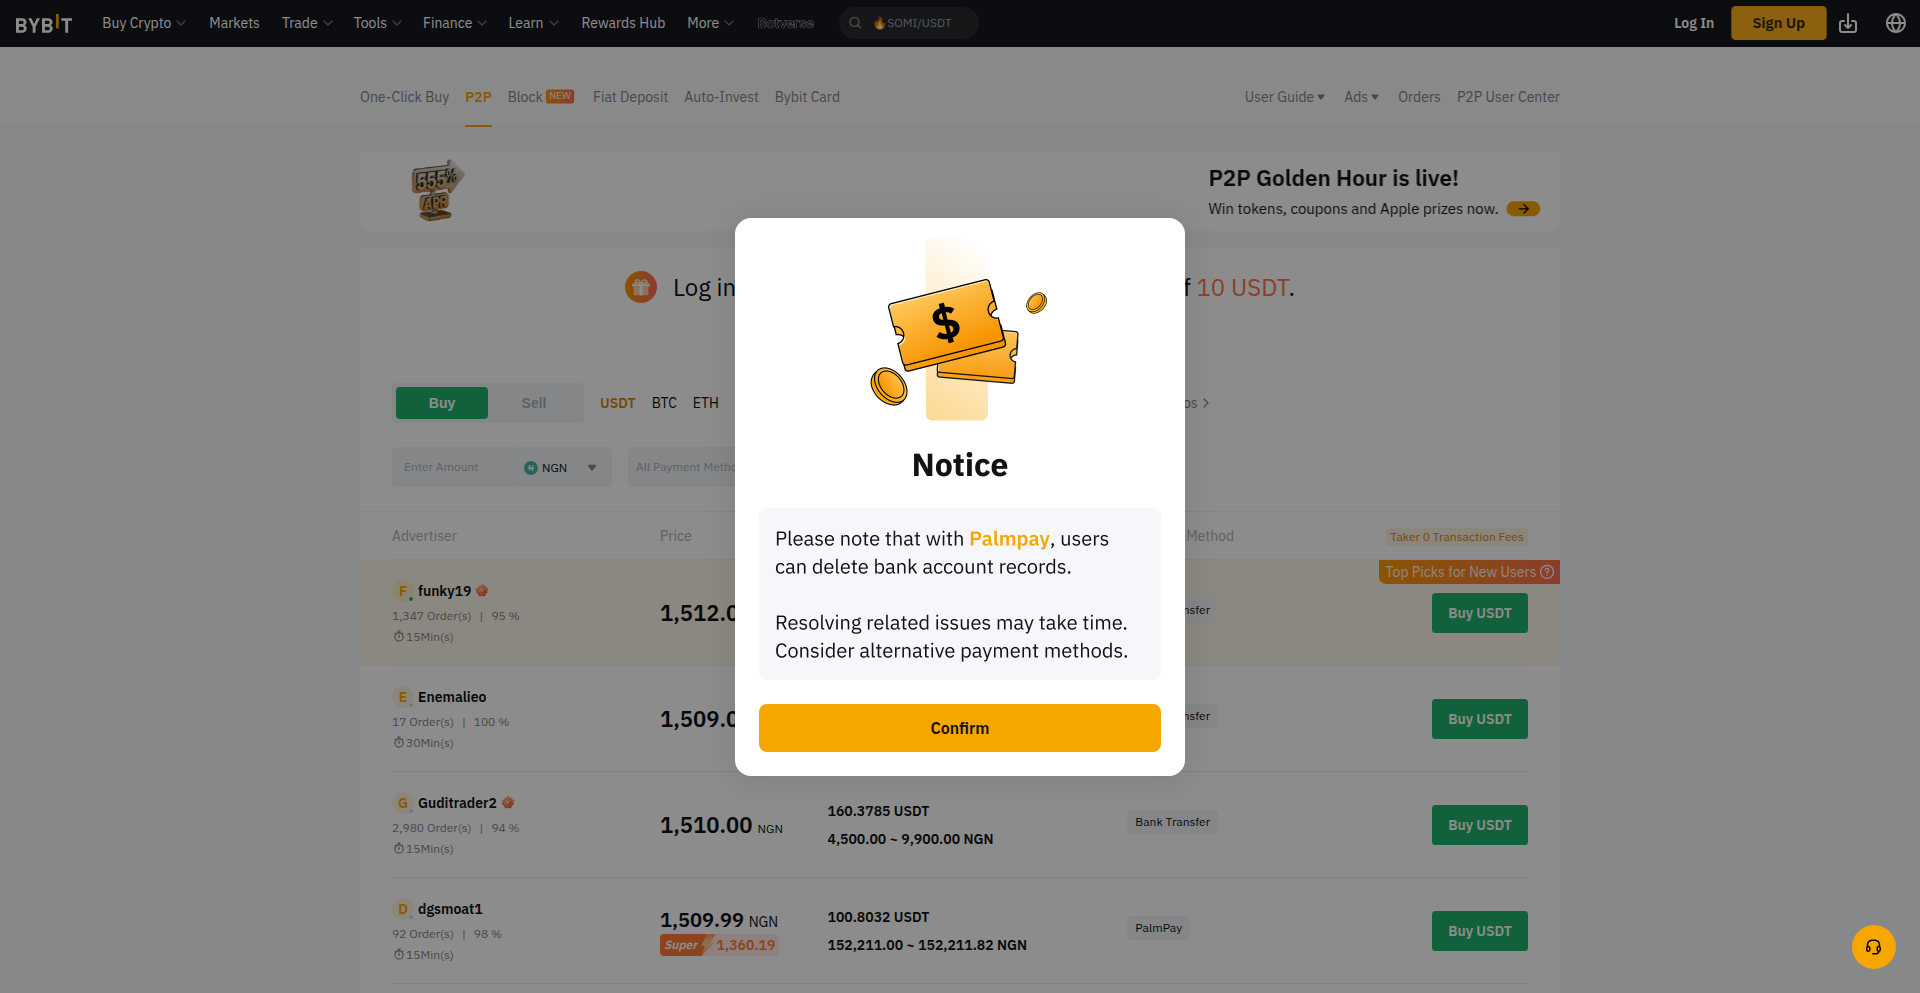 BYBIT Buy Crypto Markets Trade Tools Finance Learn Rewards Hub More Botverse 🔥SOMI/USDT Log In Sign Up
One-Click Buy P2P Block NEW Fiat Deposit Auto-Invest Bybit Card User Guide Ads Orders P2P User Center
555% APR
P2P Golden Hour is live!
Win tokens, coupons and Apple prizes now.
Log in 10 USDT.
Buy Sell USDT BTC ETH
Enter Amount NGN All Payment
Advertiser Price Method Taker 0 Transaction Fees
Top Picks for New Users
F funky19
1,347 Order(s) | 95 %
15Min(s)
1,512.0
Buy USDT
E Enemalieo
17 Order(s) | 100 %
30Min(s)
1,509.0
Buy USDT
G Guditrader2
2,980 Order(s) | 94 %
15Min(s)
1,510.00 NGN
160.3785 USDT
4,500.00 ~ 9,900.00 NGN
Bank Transfer
Buy USDT
D dgsmoat1
92 Order(s) | 98 %
15Min(s)
1,509.99 NGN
Super 1,360.19
100.8032 USDT
152,211.00 ~ 152,211.82 NGN
PalmPay
Buy USDT
$
Notice
Please note that with Palmpay, users
can delete bank account records.
Resolving related issues may take time.
Consider alternative payment methods.
Confirm